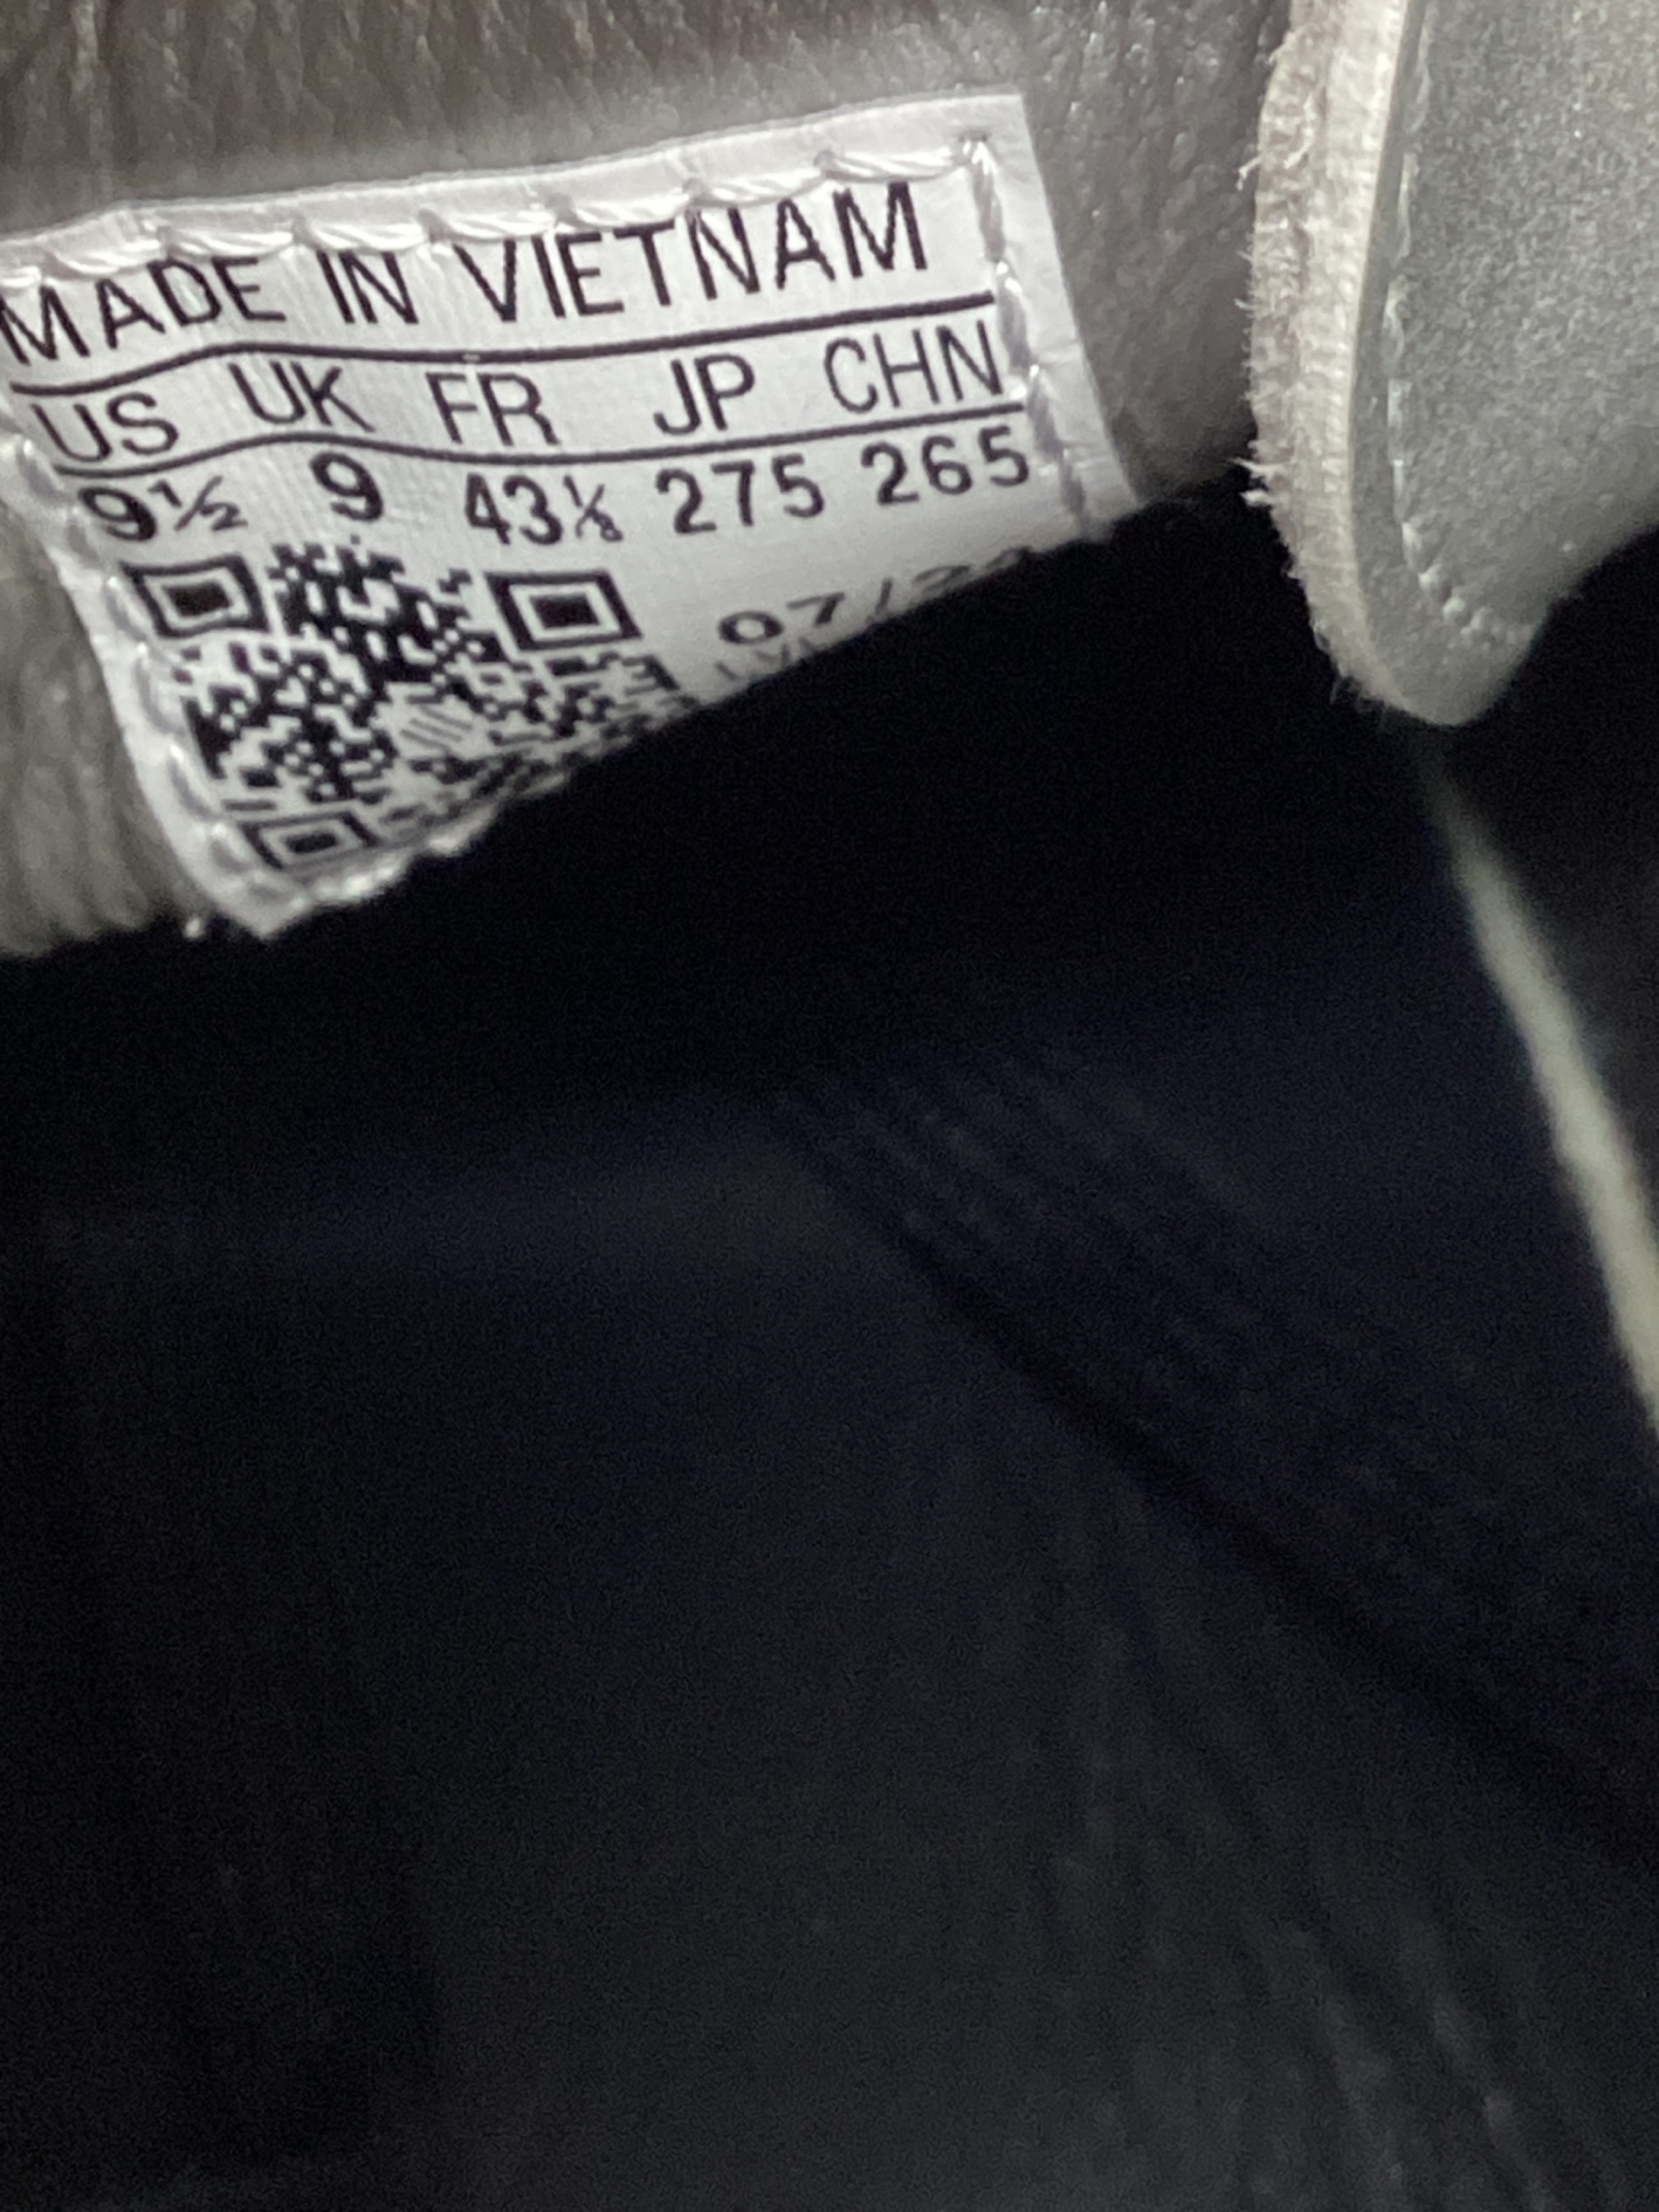 MADE IN VIETNAM
US UK FR JP CHN
9½ 9 43⅓ 275 265